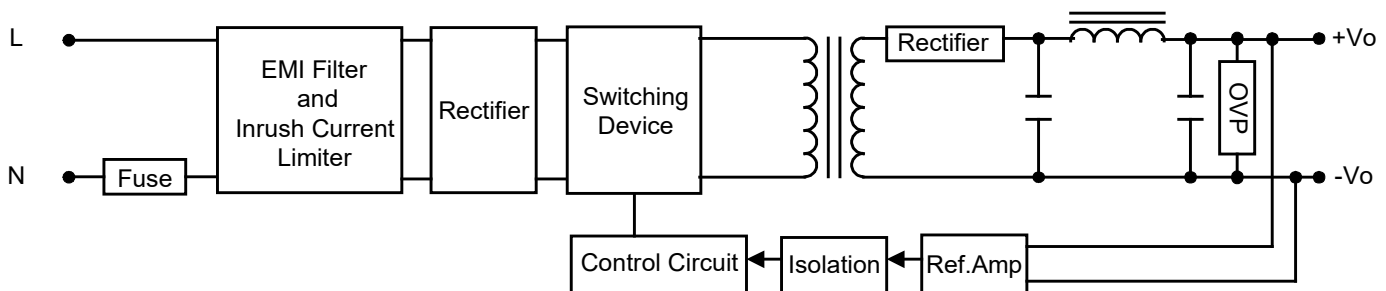 L
EMI Filter
and
Inrush Current
Limiter
Rectifier
Switching
Device
Rectifier
OVP
+Vo
N
Fuse
-Vo
Control Circuit
Isolation
Ref.Amp